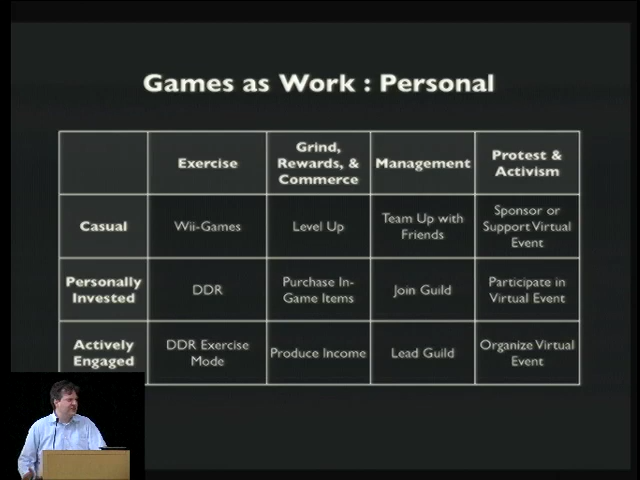 Games as Work : Personal
Exercise
Grind,
Rewards, &
Commerce
Management
Protest &
Activism
Casual
Wii-Games
Level Up
Team Up with
Friends
Sponsor or
Support Virtual
Event
Personally
Invested
DDR
Purchase In-
Game Items
Join Guild
Participate in
Virtual Event
Actively
Engaged
DDR Exercise
Mode
Produce Income
Lead Guild
Organize Virtual
Event